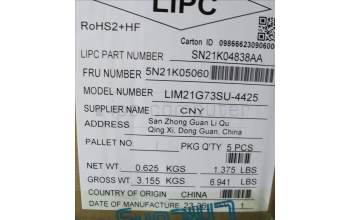 LIPC
RoHS2+HF
Carton ID 09866623090600
LIPC PART NUMBER SN21K04838AA
FRU NUMBER 5N21K05060
MODEL NUMBER LIM21G73SU-4425
SUPPLIER NAME CNY
ADDRESS San Zhong Guan Li Qu
Qing Xi, Dong Guan, China
PALLET NO 1 PKG Q'TY 5 PCS
NET WT. 0.625 KGS 1.375 LBS
GROSS WT. 3.155 KGS 6.941 LBS
COUNTRY OF ORIGIN CHINA
DATE OF MANUFACTURE 1